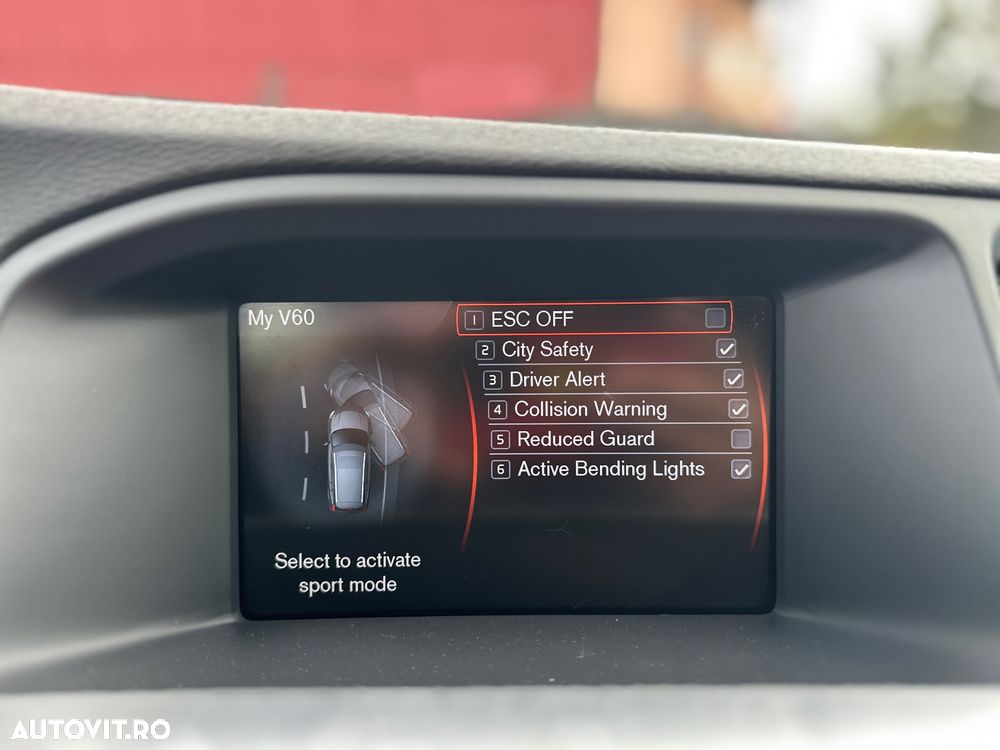 My V60
1 ESC OFF
2 City Safety
3 Driver Alert
4 Collision Warning
5 Reduced Guard
6 Active Bending Lights
Select to activate
sport mode
AUTOVIT.RO